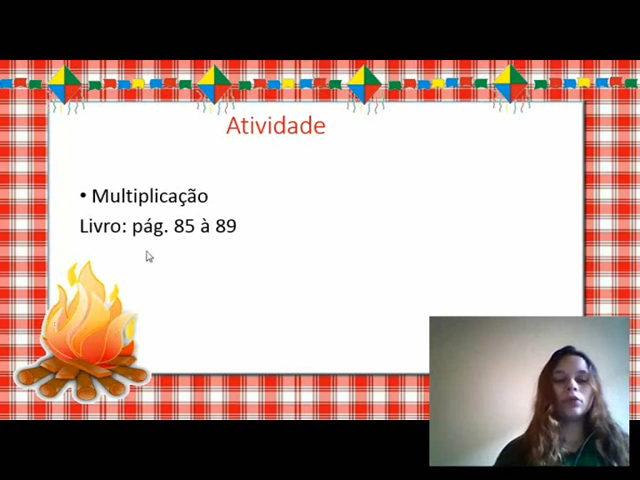 Atividade
• Multiplicação
Livro: pág. 85 à 89